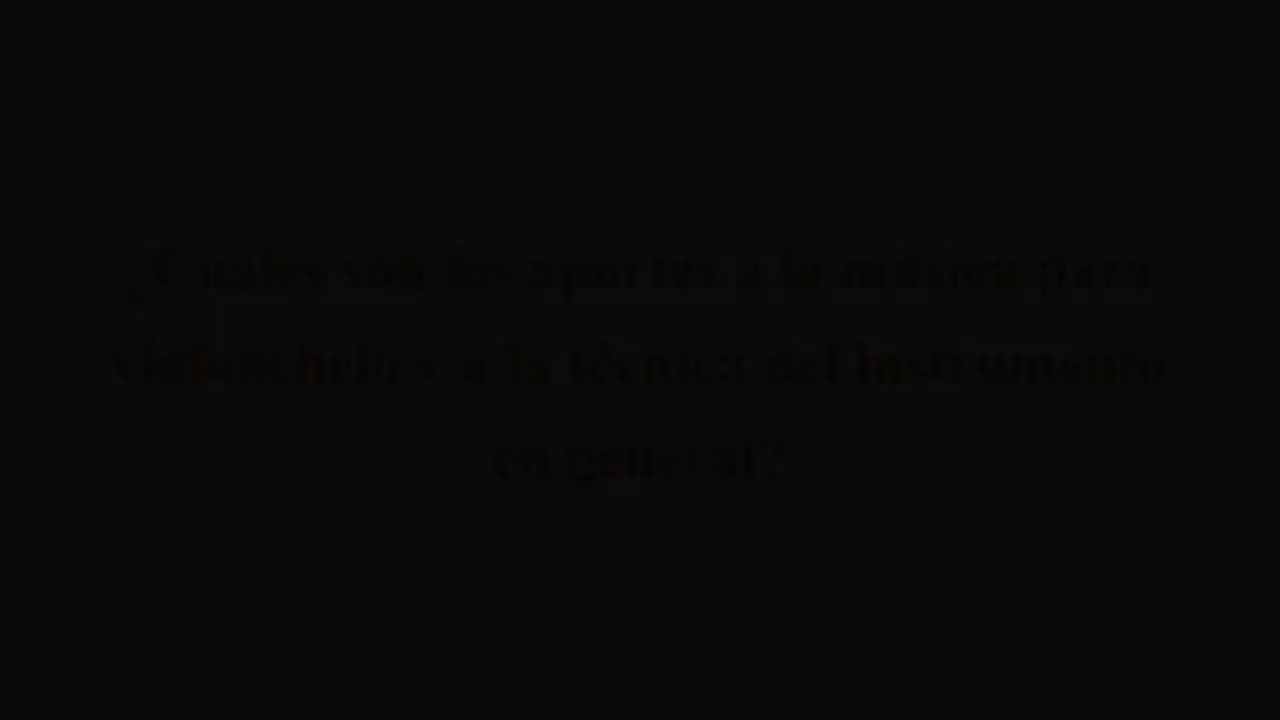 ¿Cuáles son los aportes a la música para
violonchelo y a la técnica del instrumento
en general?